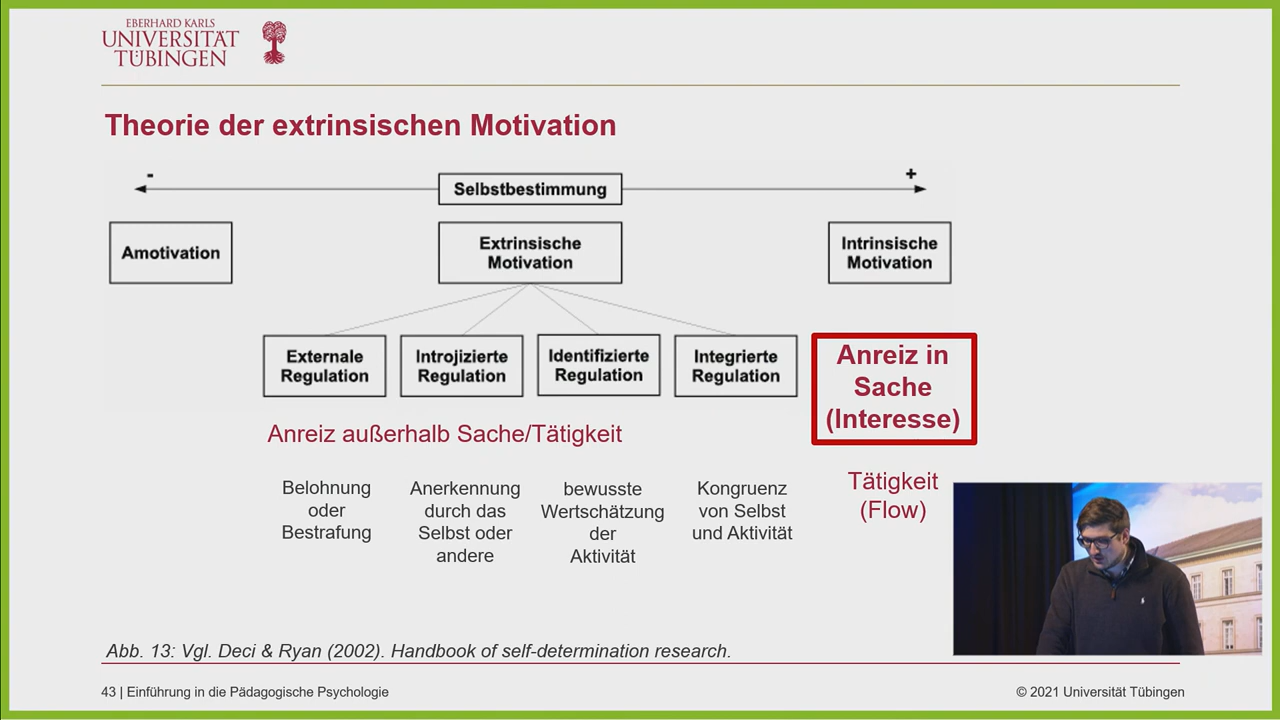 EBERHARD KARLS
UNIVERSITÄT
TÜBINGEN
Theorie der extrinsischen Motivation
-
+
Selbstbestimmung
Amotivation
Extrinsische
Motivation
Intrinsische
Motivation
Externale
Regulation
Introjizierte
Regulation
Identifizierte
Regulation
Integrierte
Regulation
Anreiz in
Sache
(Interesse)
Anreiz außerhalb Sache/Tätigkeit
Belohnung
oder
Bestrafung
Anerkennung
durch das
Selbst oder
andere
bewusste
Wertschätzung
der
Aktivität
Kongruenz
von Selbst
und Aktivität
Tätigkeit
(Flow)
Abb. 13: Vgl. Deci & Ryan (2002). Handbook of self-determination research.
43 | Einführung in die Pädagogische Psychologie
© 2021 Universität Tübingen